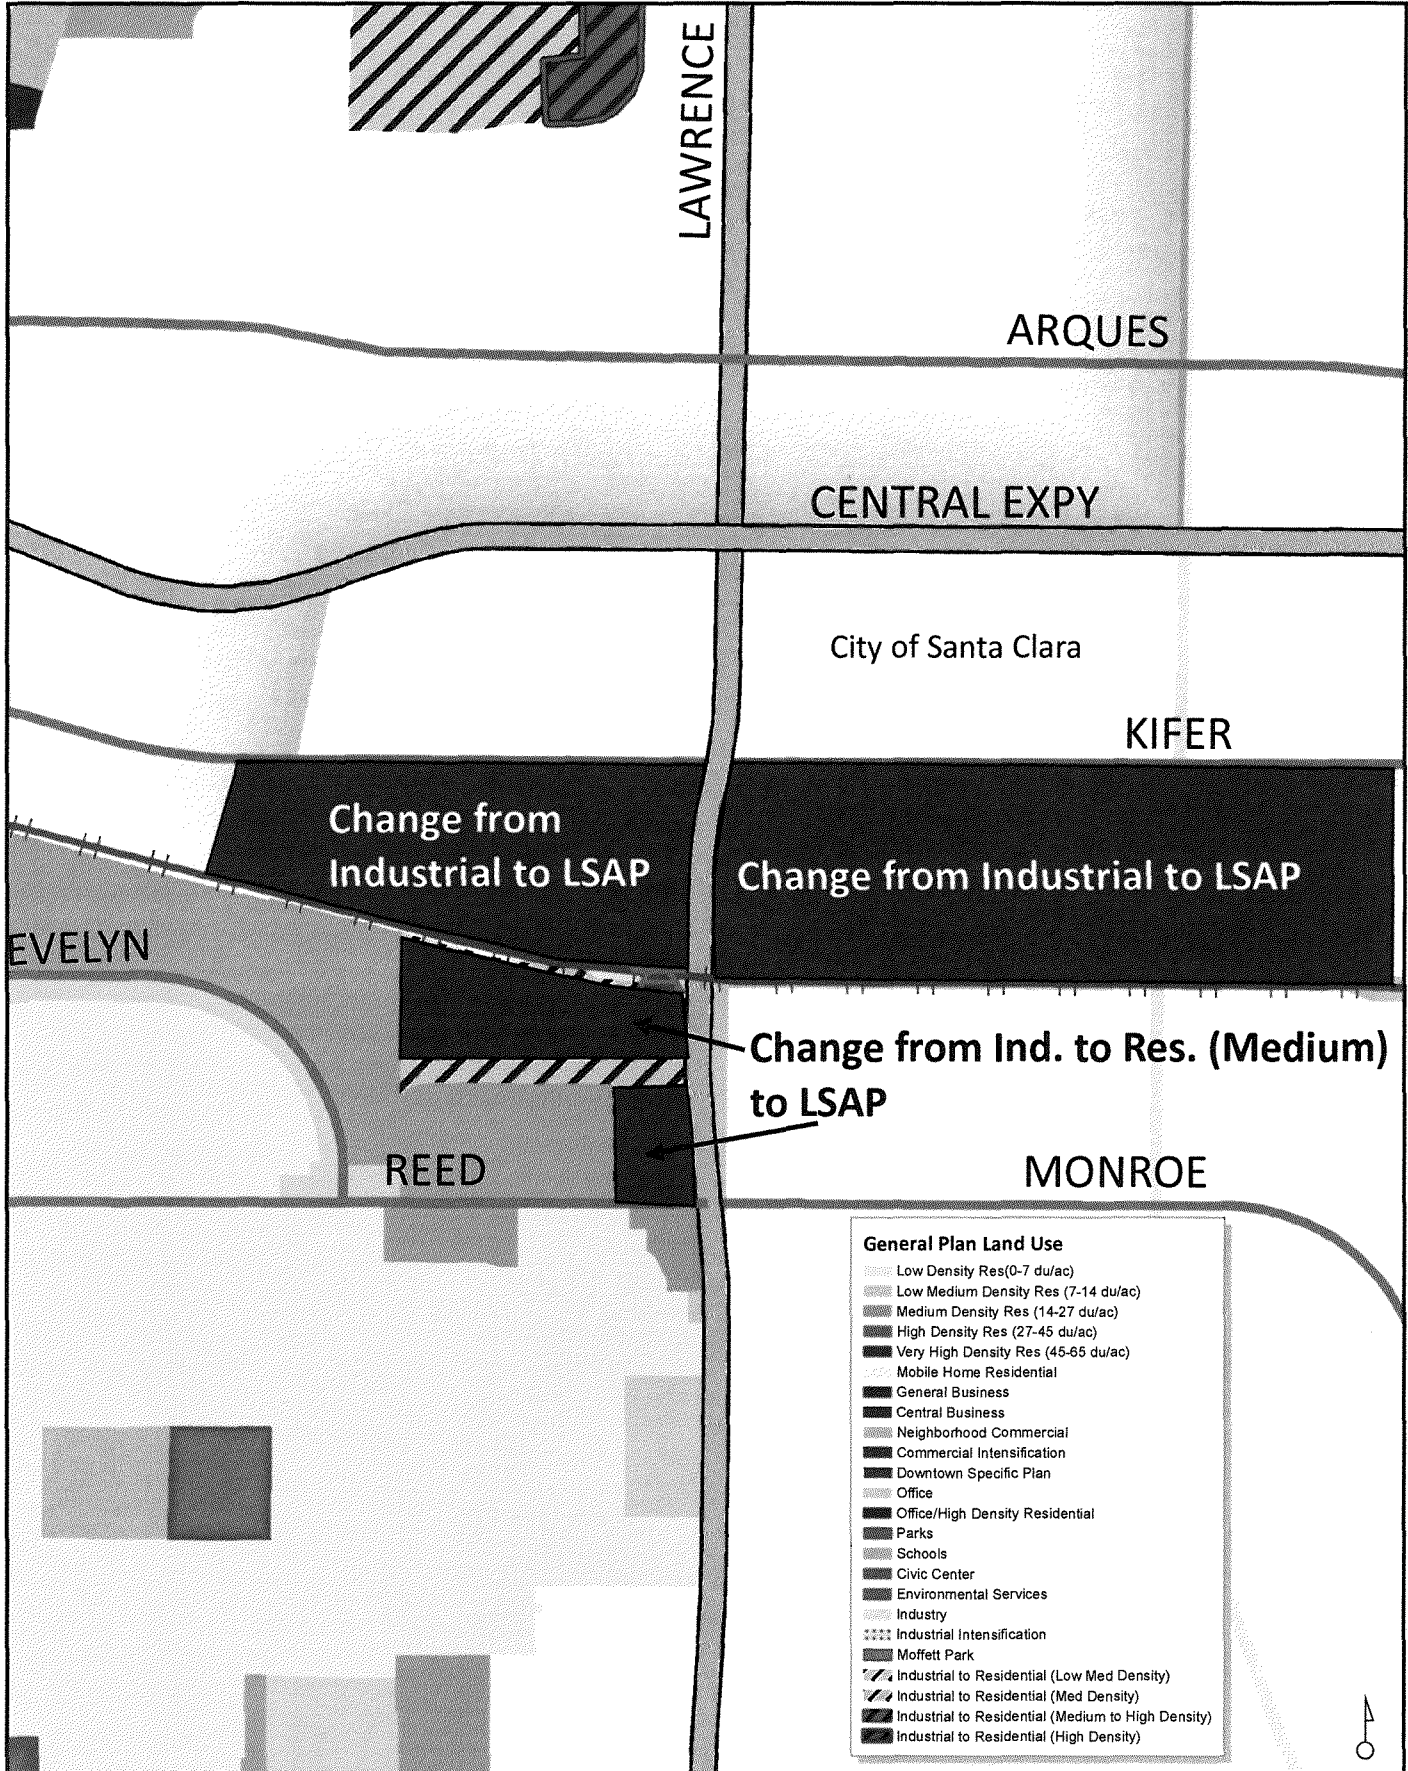 LAWRENCE
ARQUES
CENTRAL EXPY
City of Santa Clara
KIFER
Change from
Industrial to LSAP
Change from Industrial to LSAP
EVELYN
Change from Ind. to Res. (Medium)
to LSAP
REED
MONROE
General Plan Land Use
Low Density Res(0-7 du/ac)
Low Medium Density Res (7-14 du/ac)
Medium Density Res (14-27 du/ac)
High Density Res (27-45 du/ac)
Very High Density Res (45-65 du/ac)
Mobile Home Residential
General Business
Central Business
Neighborhood Commercial
Commercial Intensification
Downtown Specific Plan
Office
Office/High Density Residential
Parks
Schools
Civic Center
Environmental Services
Industry
Industrial Intensification
Moffett Park
Industrial to Residential (Low Med Density)
Industrial to Residential (Med Density)
Industrial to Residential (Medium to High Density)
Industrial to Residential (High Density)